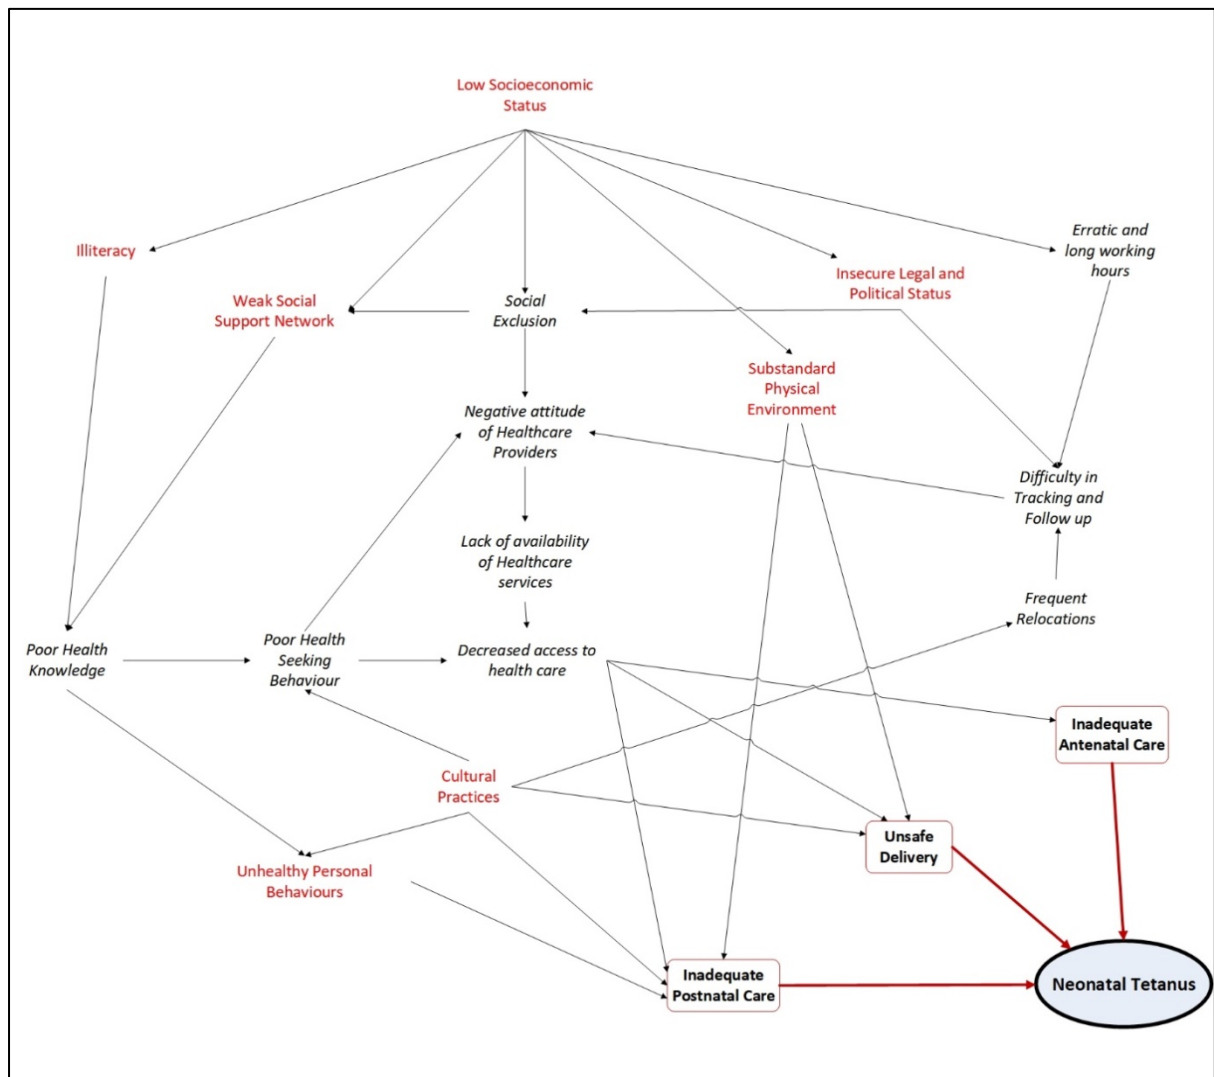 Low Socioeconomic
Status
Illiteracy
Erratic and
long working
hours
Insecure Legal and
Political Status
Weak Social
Support Network
Social
Exclusion
Substandard
Physical
Environment
Negative attitude
of Healthcare
Providers
Difficulty in
Tracking and
Follow up
Lack of availability
of Healthcare
services
Frequent
Relocations
Poor Health
Knowledge
Poor Health
Seeking
Behaviour
Decreased access to
health care
Inadequate
Antenatal Care
Cultural
Practices
Unsafe
Delivery
Unhealthy Personal
Behaviours
Inadequate
Postnatal Care
Neonatal Tetanus